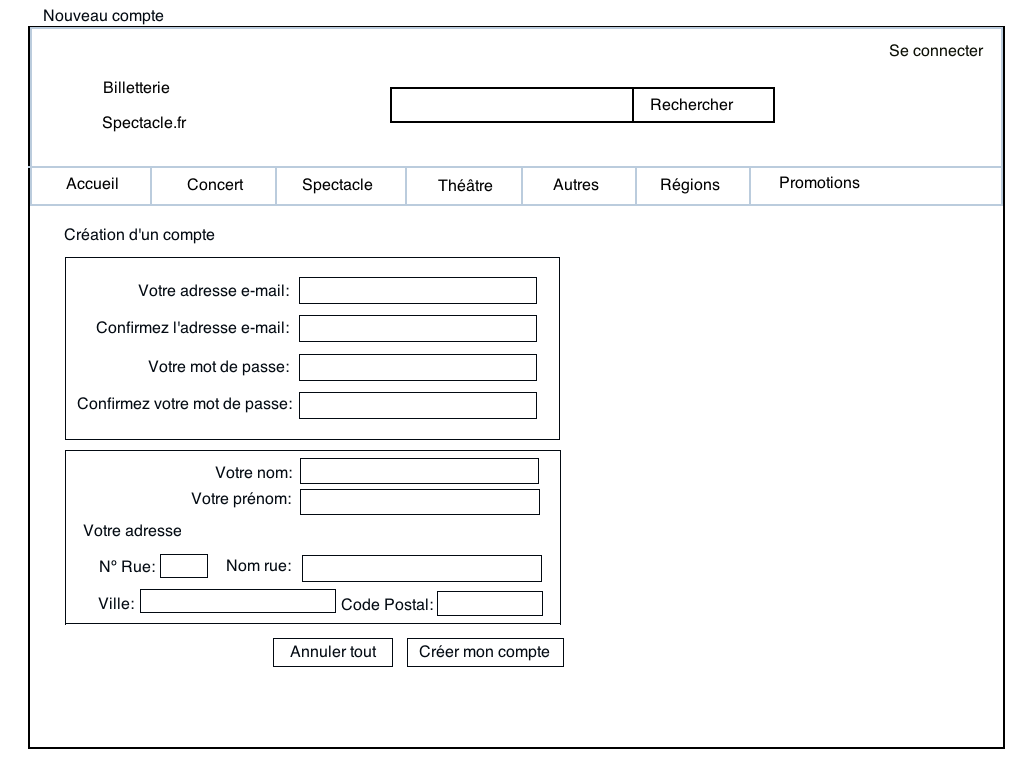 Nouveau compte
Se connecter
Billetterie
Rechercher
Spectacle.fr
Accueil Concert Spectacle Théâtre Autres Régions Promotions
Création d'un compte
Votre adresse e-mail:
Confirmez l'adresse e-mail:
Votre mot de passe:
Confirmez votre mot de passe:
Votre nom:
Votre prénom:
Votre adresse
N° Rue: Nom rue:
Ville: Code Postal:
Annuler tout Créer mon compte